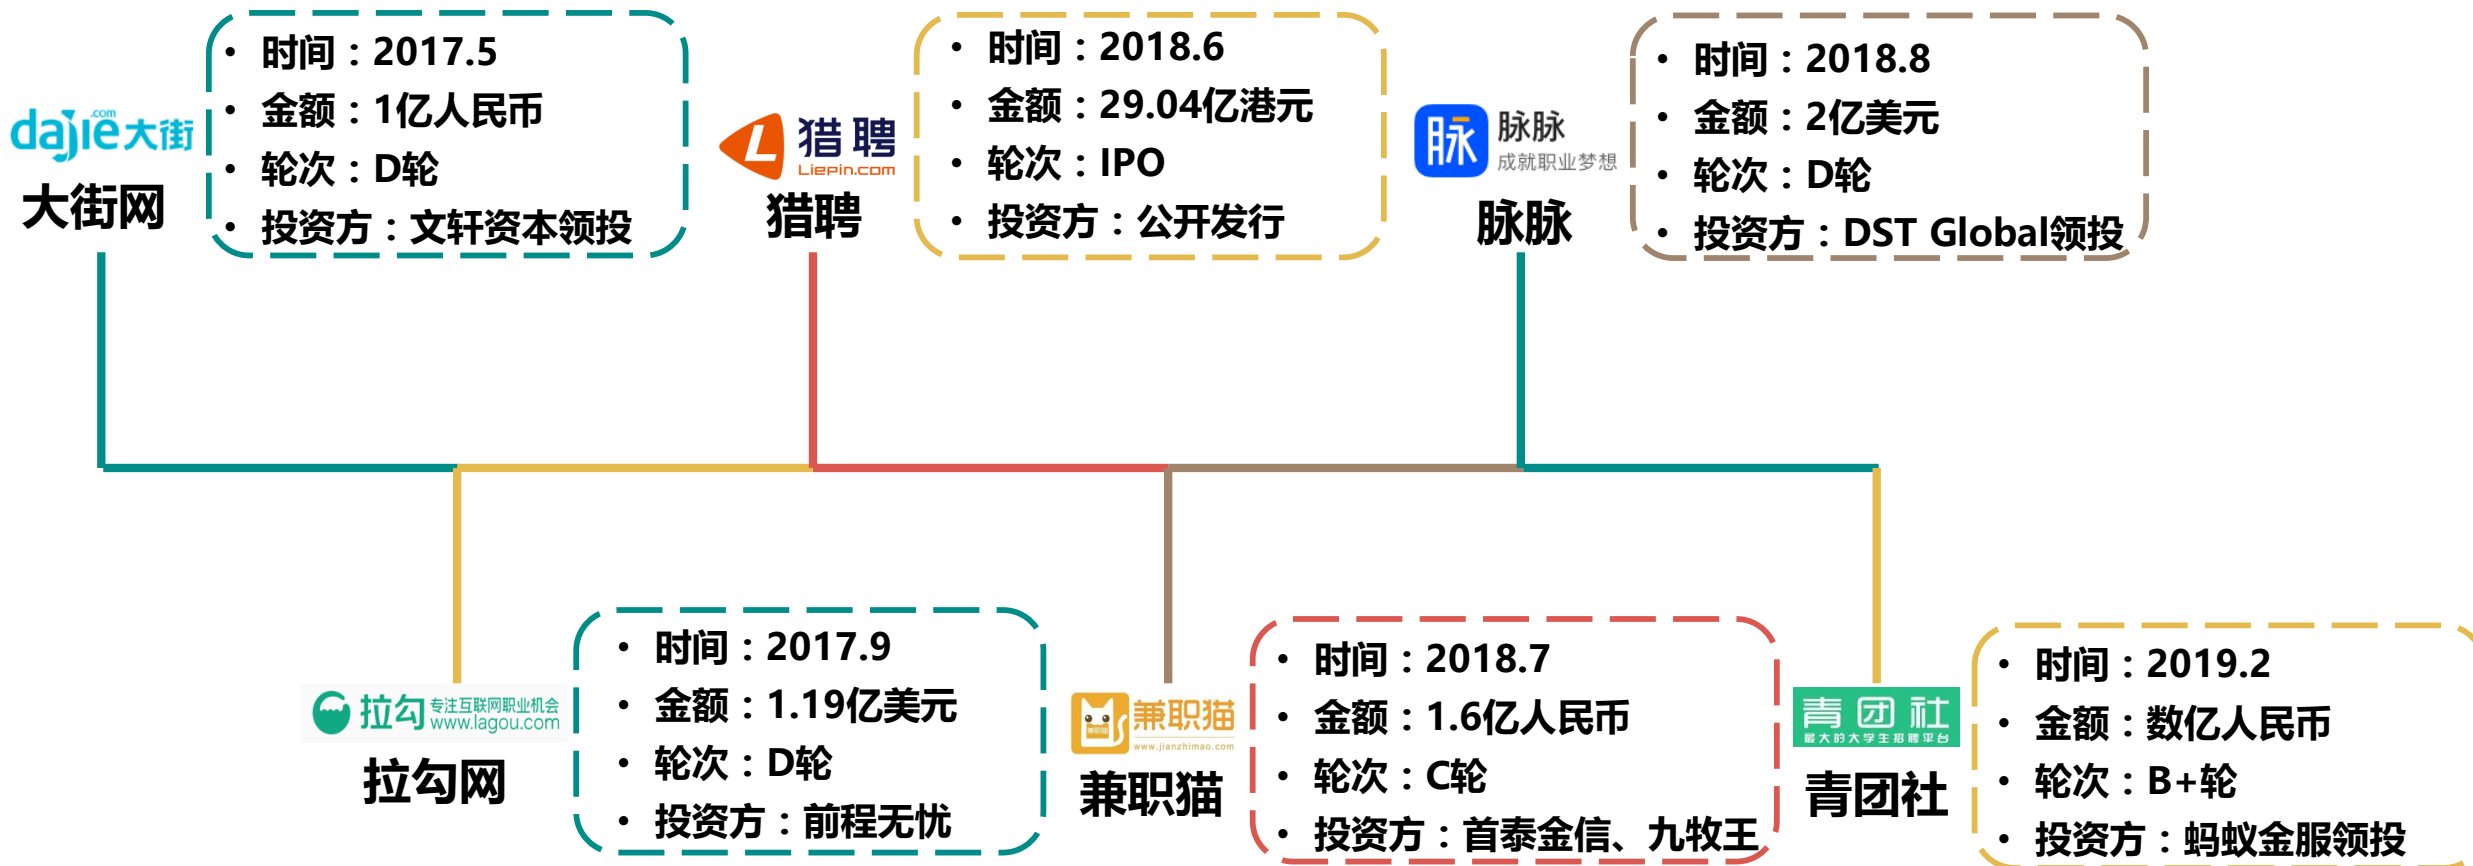 dajie.com大街
大街网
• 时间：2017.5
• 金额：1亿人民币
• 轮次：D轮
• 投资方：文轩资本领投
L 猎聘
Liepin.com
猎聘
• 时间：2018.6
• 金额：29.04亿港元
• 轮次：IPO
• 投资方：公开发行
脉 脉脉
成就职业梦想
脉脉
• 时间：2018.8
• 金额：2亿美元
• 轮次：D轮
• 投资方：DST Global领投
拉勾 专注互联网职业机会
www.lagou.com
拉勾网
• 时间：2017.9
• 金额：1.19亿美元
• 轮次：D轮
• 投资方：前程无忧
兼职猫
www.jianzhimao.com
兼职猫
• 时间：2018.7
• 金额：1.6亿人民币
• 轮次：C轮
• 投资方：首泰金信、九牧王
青团社
最大的大学生招聘平台
青团社
• 时间：2019.2
• 金额：数亿人民币
• 轮次：B+轮
• 投资方：蚂蚁金服领投